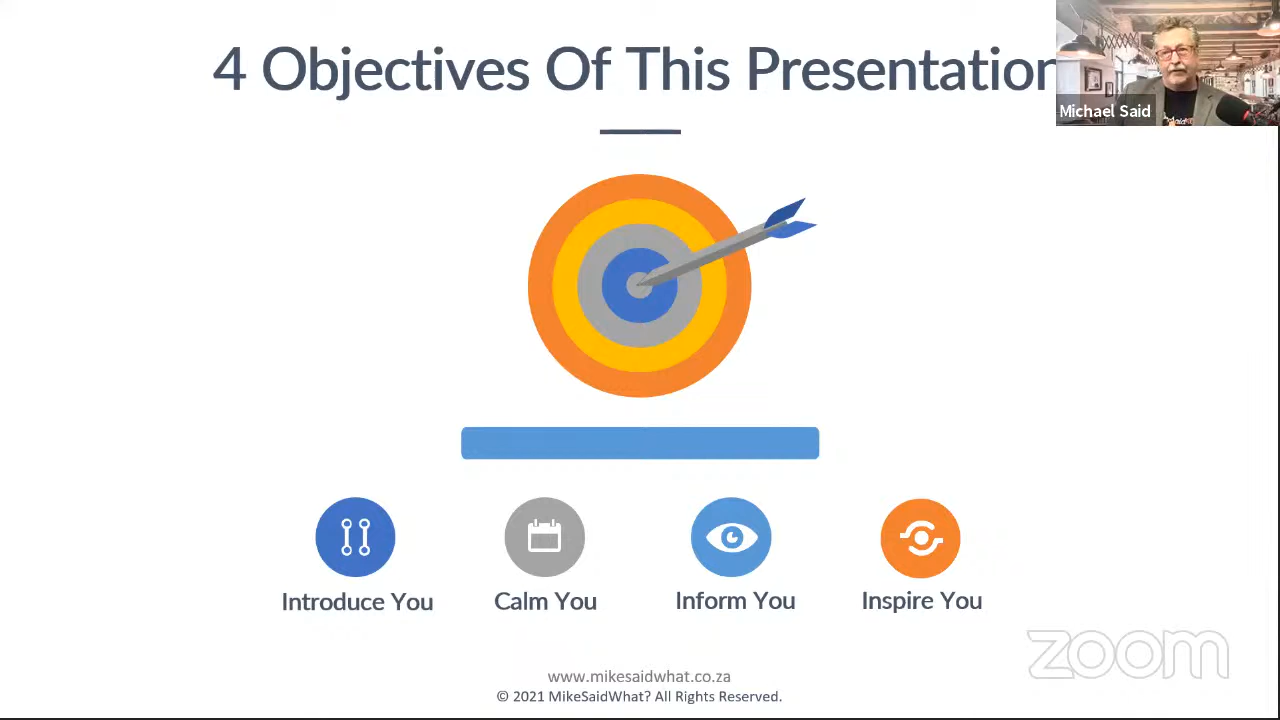 4 Objectives Of This Presentation
Michael Said
Introduce You
Calm You
Inform You
Inspire You
zoom
www.mikesaidwhat.co.za
© 2021 MikeSaidWhat? All Rights Reserved.